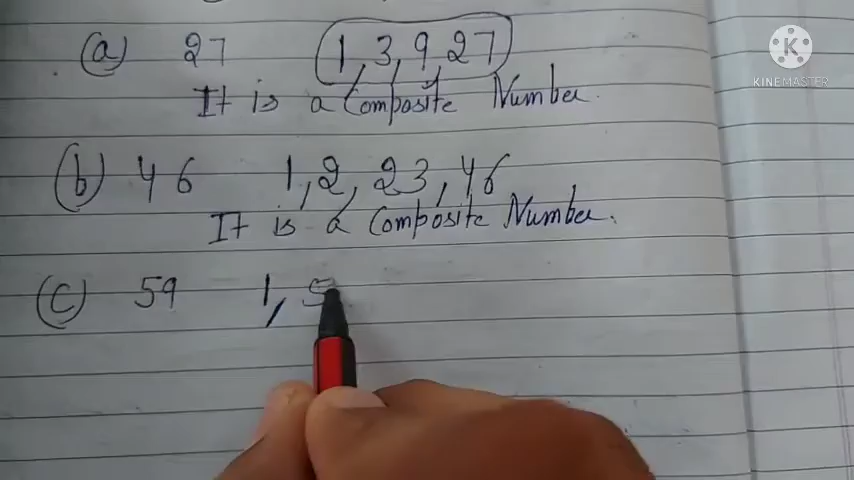 (a) 27 1, 3, 9, 27
It is a Composite Number.
(b) 46 1, 2, 23, 46
It is a Composite Number.
(c) 59 1, 5
KINEMASTER